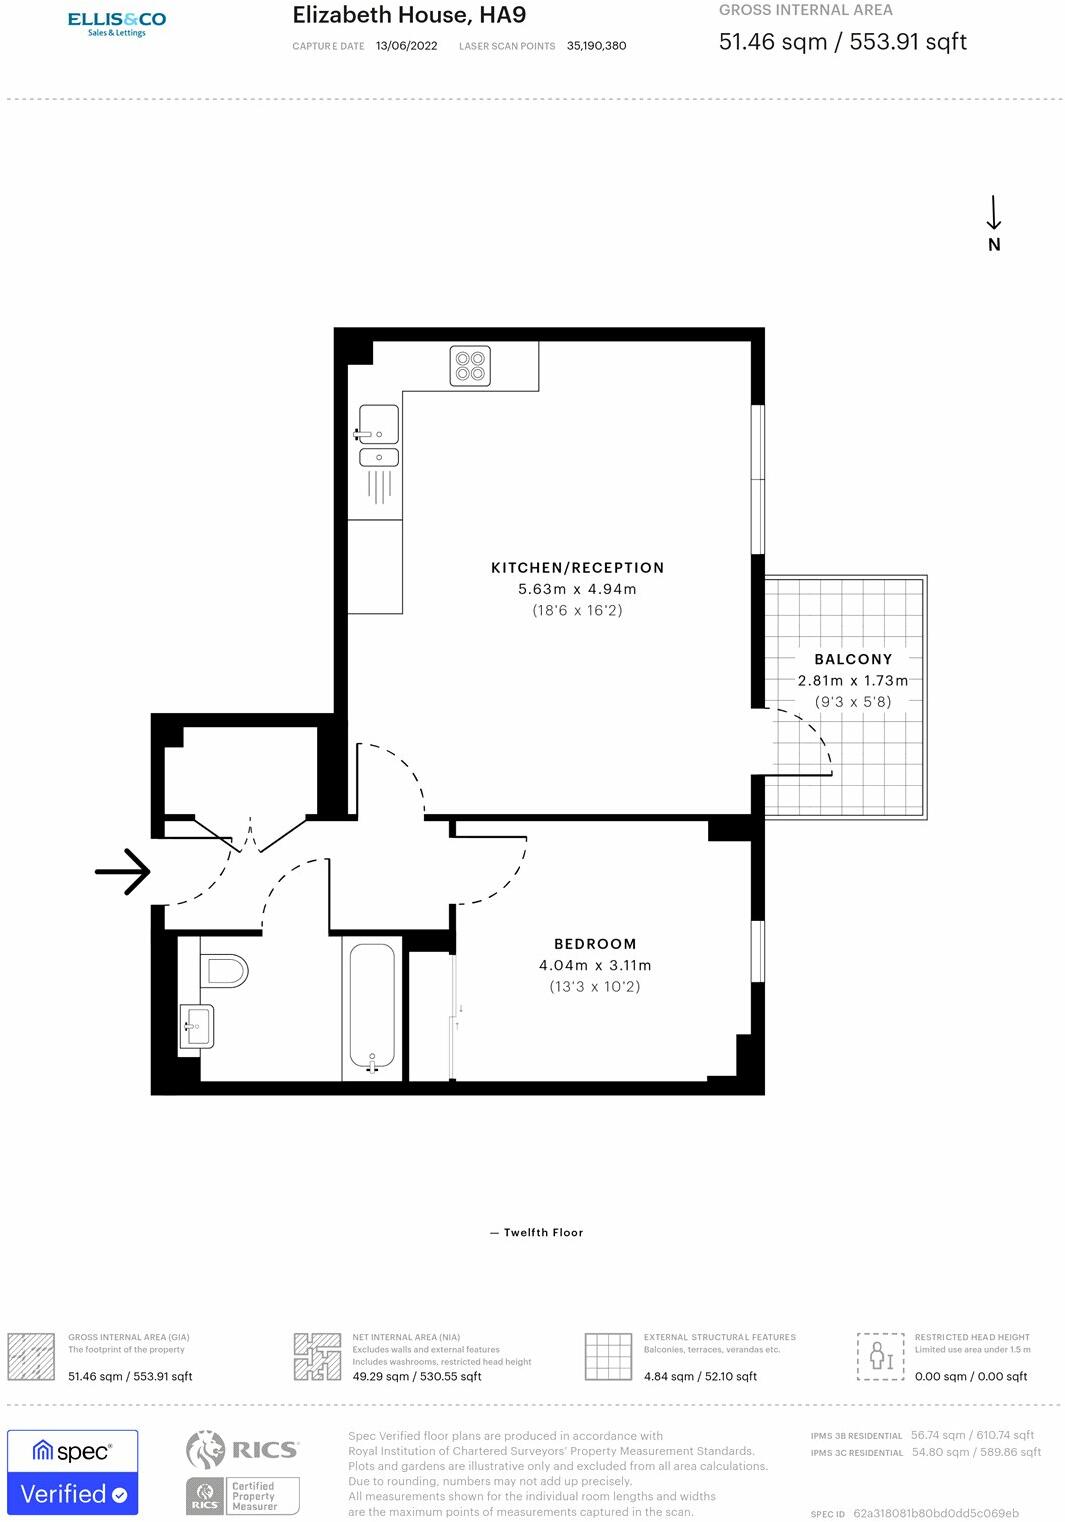 ELLIS&CO
Sales & Lettings
Elizabeth House, HA9
CAPTURE DATE 13/06/2022 LASER SCAN POINTS 35,190,380
GROSS INTERNAL AREA
51.46 sqm / 553.91 sqft
N
KITCHEN/RECEPTION
5.63m x 4.94m
(18'6 x 16'2)
BALCONY
2.81m x 1.73m
(9'3 x 5'8)
BEDROOM
4.04m x 3.11m
(13'3 x 10'2)
— Twelfth Floor
GROSS INTERNAL AREA (GIA)
The footprint of the property
51.46 sqm / 553.91 sqft
NET INTERNAL AREA (NIA)
Excludes walls and external features
Includes washrooms, restricted head height
49.29 sqm / 530.55 sqft
EXTERNAL STRUCTURAL FEATURES
Balconies, terraces, verandas etc.
4.84 sqm / 52.10 sqft
RESTRICTED HEAD HEIGHT
Limited use area under 1.5 m
0.00 sqm / 0.00 sqft
spec
Verified
RICS
RICS
Certified
Property
Measurer
Spec Verified floor plans are produced in accordance with
Royal Institution of Chartered Surveyors' Property Measurement Standards.
Plots and gardens are illustrative only and excluded from all area calculations.
Due to rounding, numbers may not add up precisely.
All measurements shown for the individual room lengths and widths
are the maximum points of measurements captured in the scan.
IPMS 3B RESIDENTIAL 56.74 sqm / 610.74 sqft
IPMS 3C RESIDENTIAL 54.80 sqm / 589.86 sqft
SPEC ID 62a318081b80bd0dd5c069eb